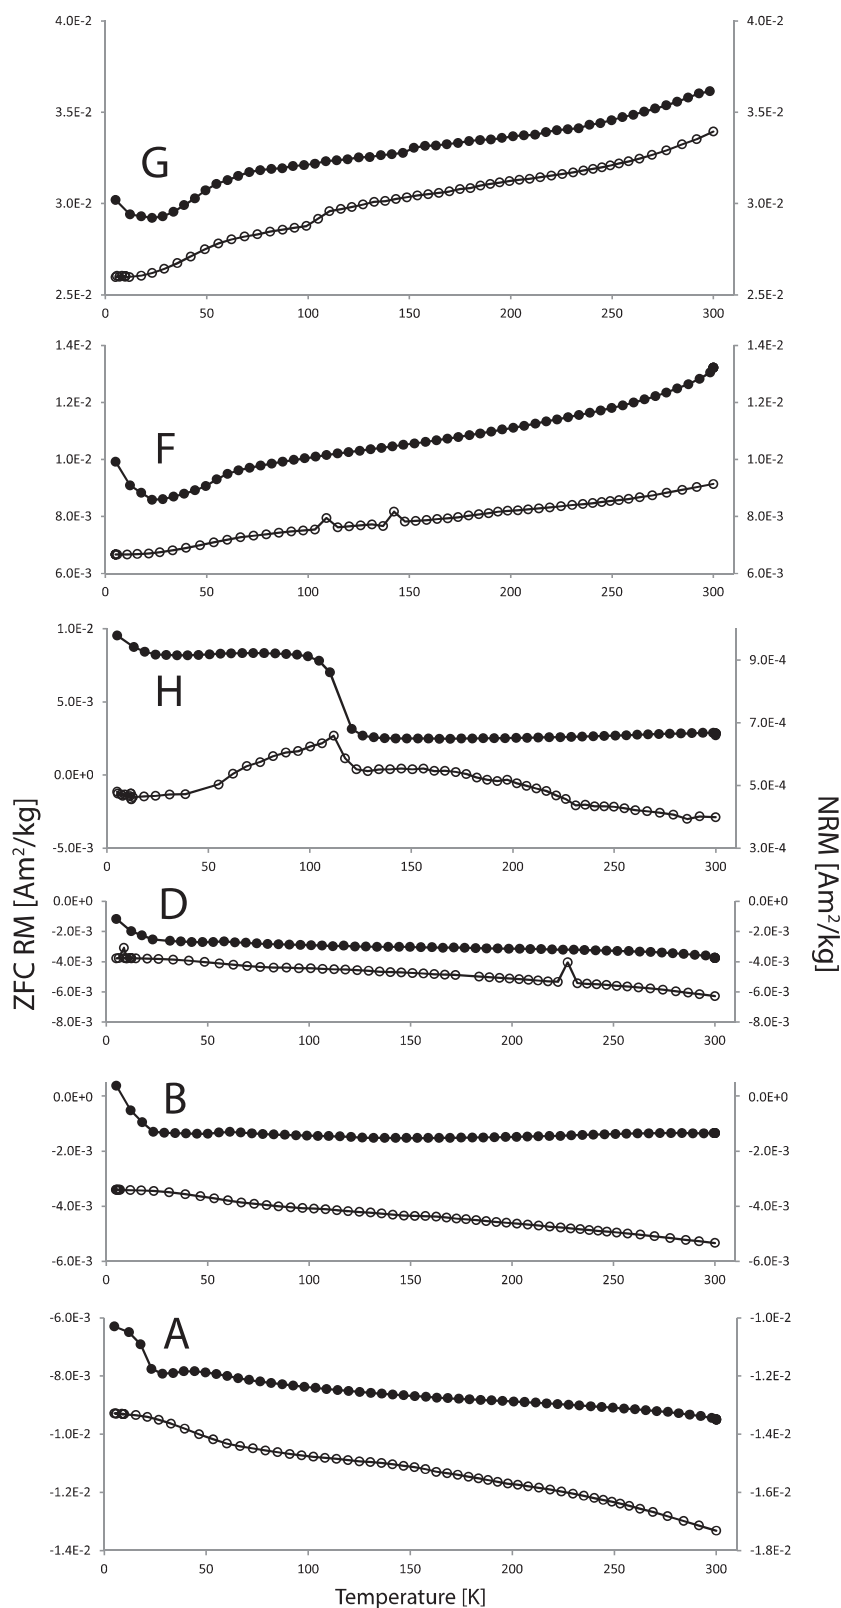 4.0E-2 4.0E-2
3.5E-2 3.5E-2
G
3.0E-2 3.0E-2
2.5E-2 2.5E-2
0 50 100 150 200 250 300
1.4E-2 1.4E-2
1.2E-2 1.2E-2
F
1.0E-2 1.0E-2
8.0E-3 8.0E-3
6.0E-3 6.0E-3
0 50 100 150 200 250 300
1.0E-2
9.0E-4
H
5.0E-3 7.0E-4
0.0E+0 5.0E-4
-5.0E-3 3.0E-4
0 50 100 150 200 250 300
ZFC RM [Am²/kg]
NRM [Am²/kg]
0.0E+0 D 0.0E+0
-2.0E-3 -2.0E-3
-4.0E-3 -4.0E-3
-6.0E-3 -6.0E-3
-8.0E-3 -8.0E-3
0 50 100 150 200 250 300
0.0E+0 B 0.0E+0
-2.0E-3 -2.0E-3
-4.0E-3 -4.0E-3
-6.0E-3 -6.0E-3
0 50 100 150 200 250 300
-6.0E-3 -1.0E-2
A
-8.0E-3 -1.2E-2
-1.0E-2 -1.4E-2
-1.2E-2 -1.6E-2
-1.4E-2 -1.8E-2
0 50 100 150 200 250 300
Temperature [K]